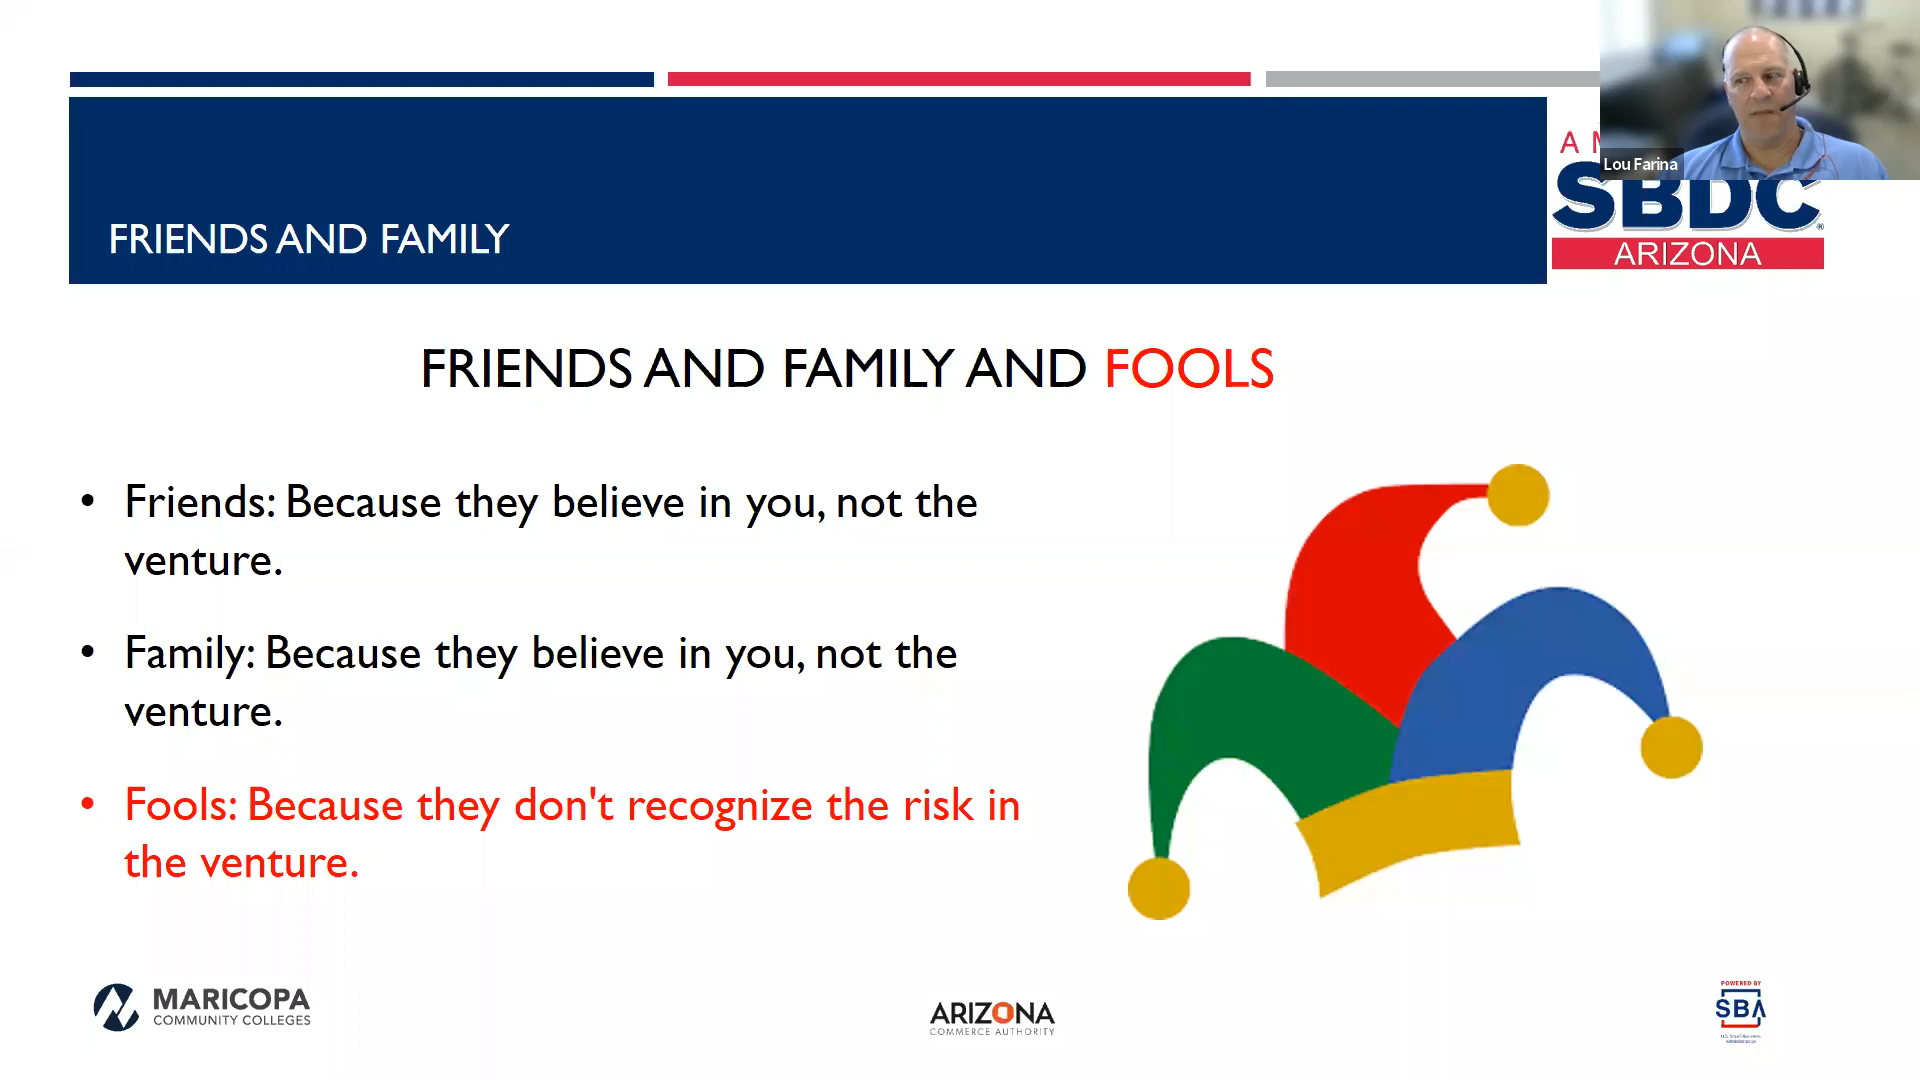 Lou Farina
A
SBDC
ARIZONA
FRIENDS AND FAMILY
FRIENDS AND FAMILY AND FOOLS
• Friends: Because they believe in you, not the
venture.
• Family: Because they believe in you, not the
venture.
• Fools: Because they don't recognize the risk in
the venture.
MARICOPA
COMMUNITY COLLEGES
ARIZONA
COMMERCE AUTHORITY
POWERED BY
SBA